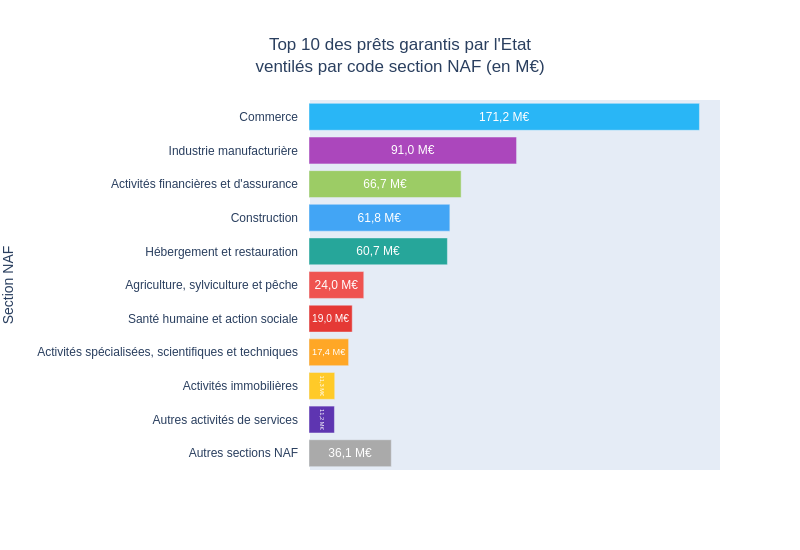 Top 10 des prêts garantis par l'Etat
ventilés par code section NAF (en M€)
Section NAF
Commerce 171,2 M€
Industrie manufacturière 91,0 M€
Activités financières et d'assurance 66,7 M€
Construction 61,8 M€
Hébergement et restauration 60,7 M€
Agriculture, sylviculture et pêche 24,0 M€
Santé humaine et action sociale 19,0 M€
Activités spécialisées, scientifiques et techniques 17,4 M€
Activités immobilières
Autres activités de services 11,2 M€
Autres sections NAF 36,1 M€